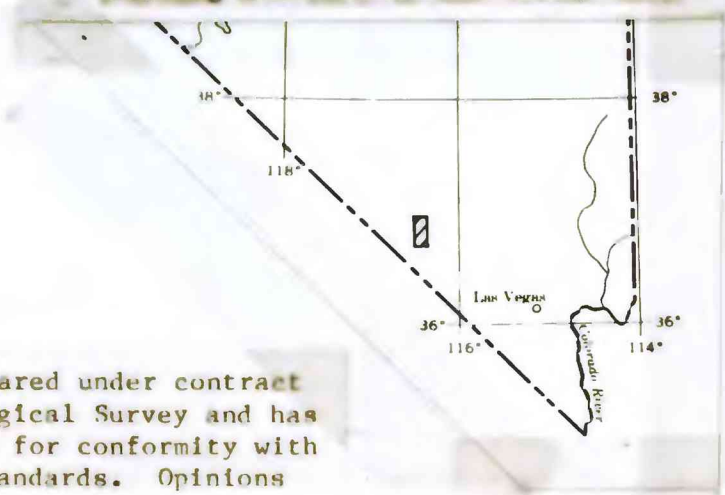 38°
38°
118°
Las Vegas
36°
36°
116°
114°
Colorado River
ared under contract
gical Survey and has
for conformity with
andards. Opinions